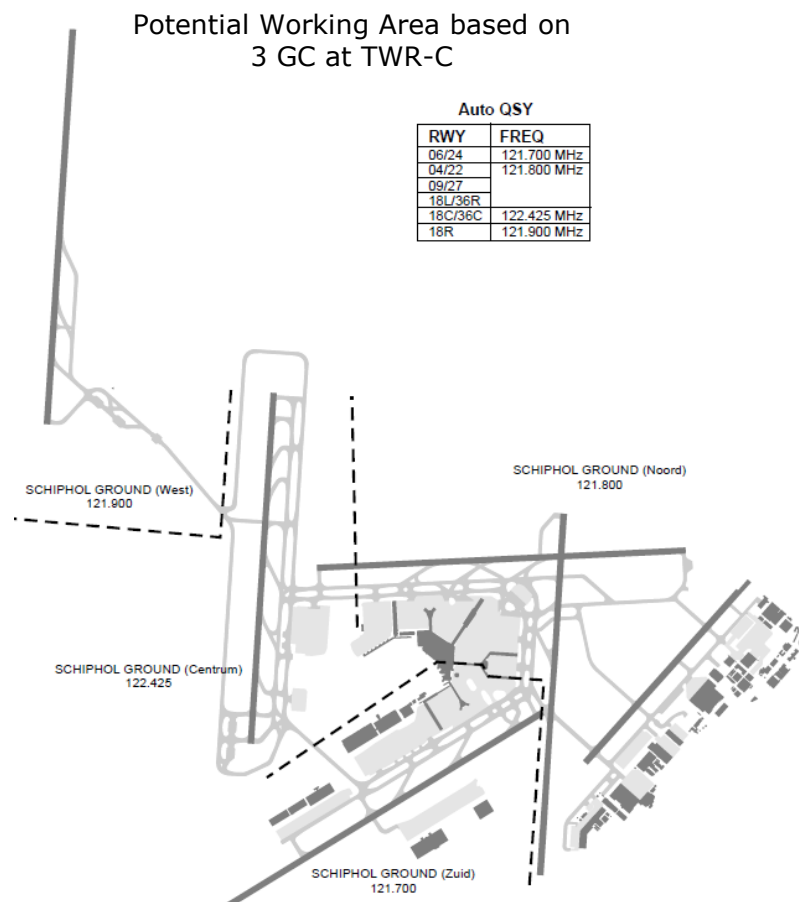 Potential Working Area based on
3 GC at TWR-C
Auto QSY
RWY FREQ
06/24 121.700 MHz
04/22 121.800 MHz
09/27
18L/36R
18C/36C 122.425 MHz
18R 121.900 MHz
SCHIPHOL GROUND (Noord)
121.800
SCHIPHOL GROUND (West)
121.900
SCHIPHOL GROUND (Centrum)
122.425
SCHIPHOL GROUND (Zuid)
121.700